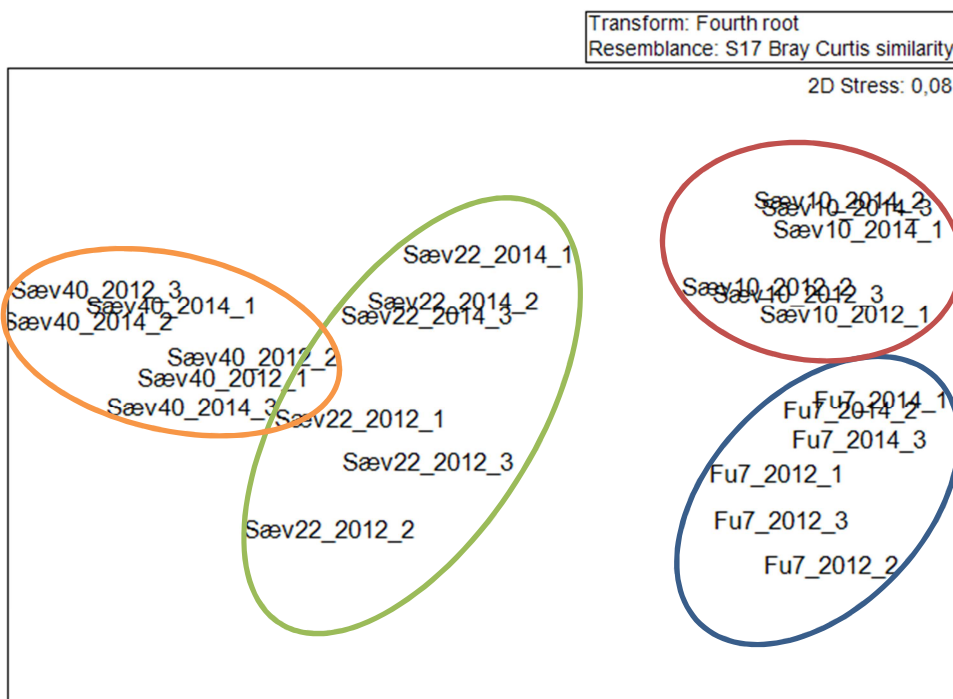 Transform: Fourth root
Resemblance: S17 Bray Curtis similarity
2D Stress: 0,08
Sæv10_2014_2
Sæv10_2014_3
Sæv10_2014_1
Sæv22_2014_1
Sæv10_2012_2
Sæv40_2012_3
Sæv10_2012_3
Sæv22_2014_2
Sæv40_2014_1
Sæv10_2012_1
Sæv22_2014_3
Sæv40_2014_2
Sæv40_2012_2
Sæv40_2012_1
Fu7_2014_1
Sæv40_2014_3
Fu7_2014_2
Sæv22_2012_1
Fu7_2014_3
Sæv22_2012_3
Fu7_2012_1
Fu7_2012_3
Sæv22_2012_2
Fu7_2012_2